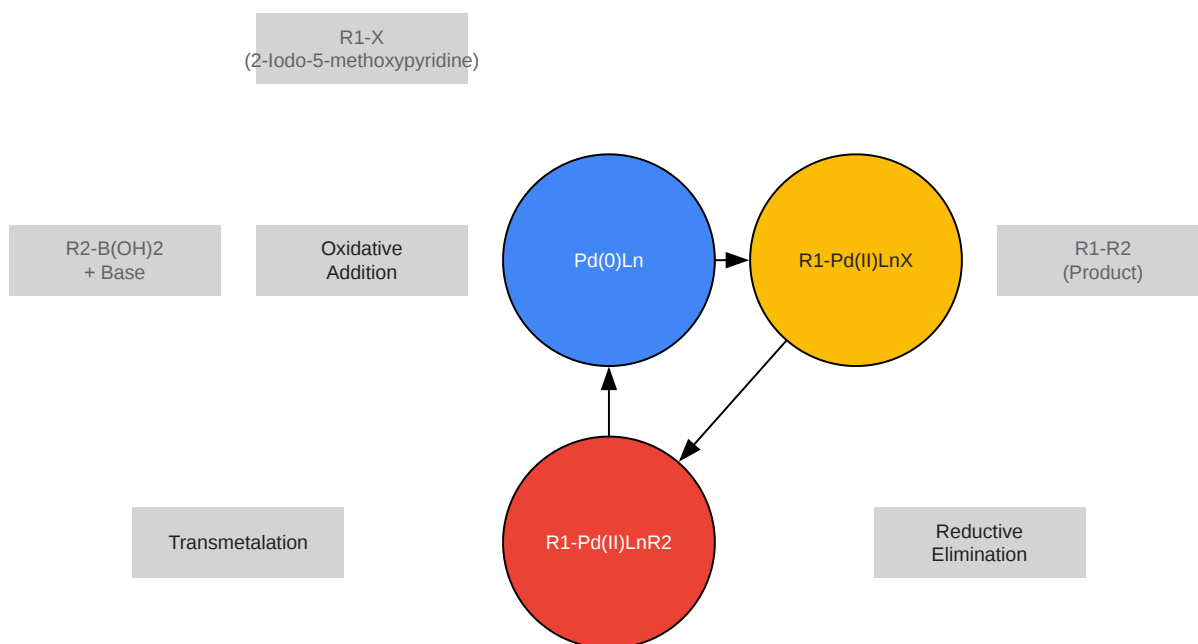 R1-X
(2-Iodo-5-methoxypyridine)
R2-B(OH)2
+ Base
Oxidative
Addition
Pd(0)Ln
R1-Pd(II)LnX
R1-R2
(Product)
Transmetalation
R1-Pd(II)LnR2
Reductive
Elimination